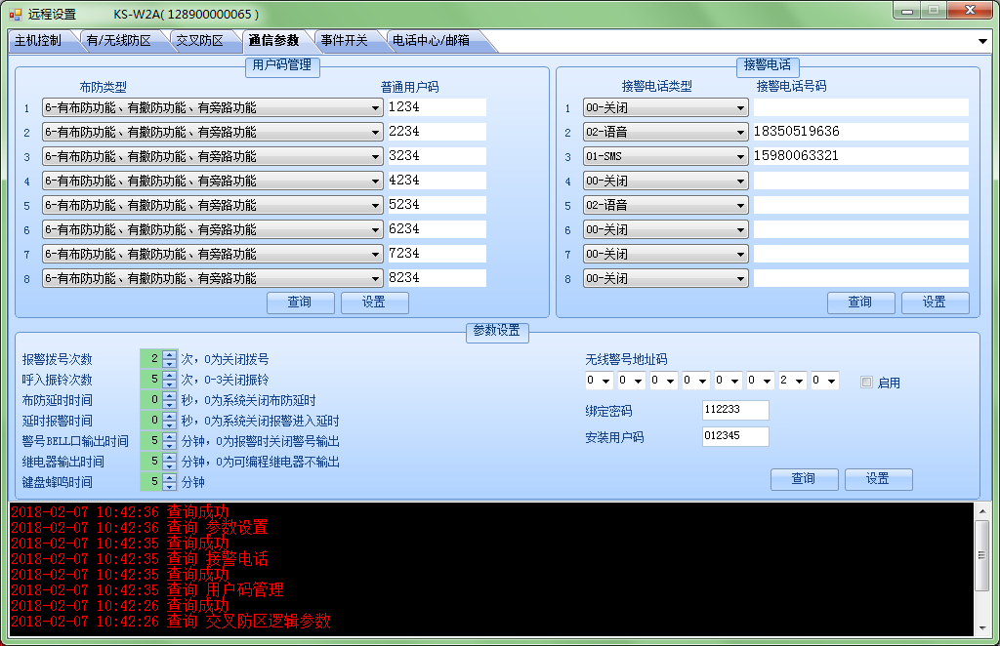 远程设置 KS-W2A( 128900000065 )
主机控制 有/无线防区 交叉防区 通信参数 事件开关 电话中心/邮箱
用户码管理
布防类型 普通用户码
1 6-有布防功能、有撤防功能、有旁路功能 1234
2 6-有布防功能、有撤防功能、有旁路功能 2234
3 6-有布防功能、有撤防功能、有旁路功能 3234
4 6-有布防功能、有撤防功能、有旁路功能 4234
5 6-有布防功能、有撤防功能、有旁路功能 5234
6 6-有布防功能、有撤防功能、有旁路功能 6234
7 6-有布防功能、有撤防功能、有旁路功能 7234
8 6-有布防功能、有撤防功能、有旁路功能 8234
查询 设置
接警电话
接警电话类型 接警电话号码
1 00-关闭
2 02-语音 18350519636
3 01-SMS 15980063321
4 00-关闭
5 02-语音
6 00-关闭
7 00-关闭
8 00-关闭
查询 设置
参数设置
报警拨号次数 2 次，0为关闭拨号
呼入振铃次数 5 次，0-3关闭振铃
布防延时时间 0 秒，0为系统关闭布防延时
延时报警时间 0 秒，0为系统关闭报警进入延时
警号BELL口输出时间 5 分钟，0为报警时关闭警号输出
继电器输出时间 5 分钟，0为可编程继电器不输出
键盘蜂鸣时间 5 分钟
无线警号地址码
0 0 0 0 0 0 2 0 启用
绑定密码 112233
安装用户码 012345
查询 设置
2018-02-07 10:42:36 查询成功
2018-02-07 10:42:36 查询 参数设置
2018-02-07 10:42:35 查询成功
2018-02-07 10:42:35 查询 接警电话
2018-02-07 10:42:35 查询成功
2018-02-07 10:42:35 查询 用户码管理
2018-02-07 10:42:26 查询成功
2018-02-07 10:42:26 查询 交叉防区逻辑参数